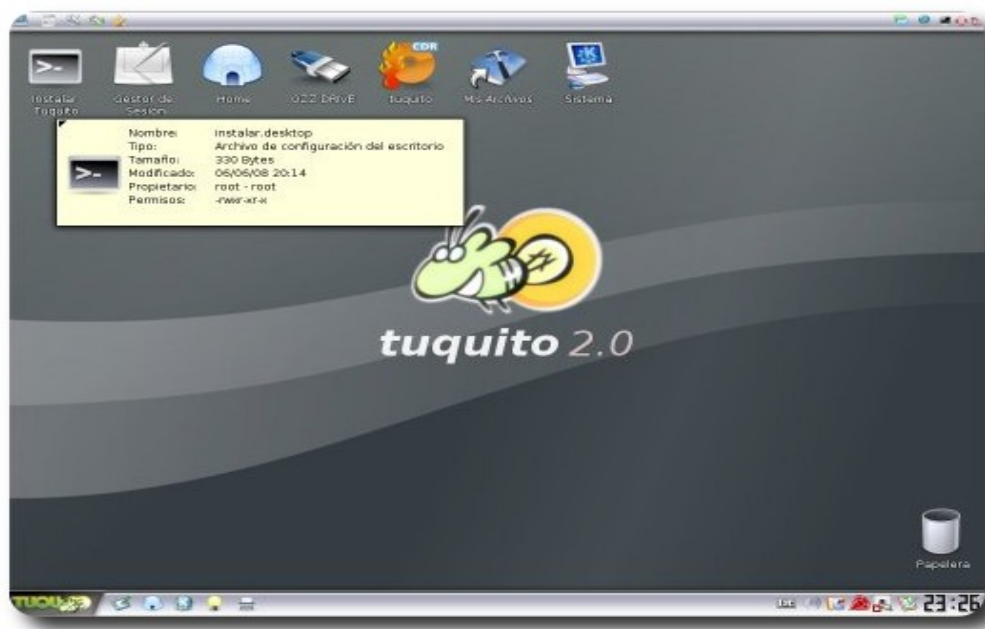 Instalar
Tuquito
Gestor de
Sesion
Home
OZZ DRIVE
CDR
tuquito
Mis Archivos
Sistema
Nombre: instalar.desktop
Tipo: Archivo de configuración del escritorio
Tamaño: 330 Bytes
Modificado: 06/06/08 20:14
Propietario: root - root
Permisos: -rwxr-xr-x
tuquito 2.0
Papelera
23:26